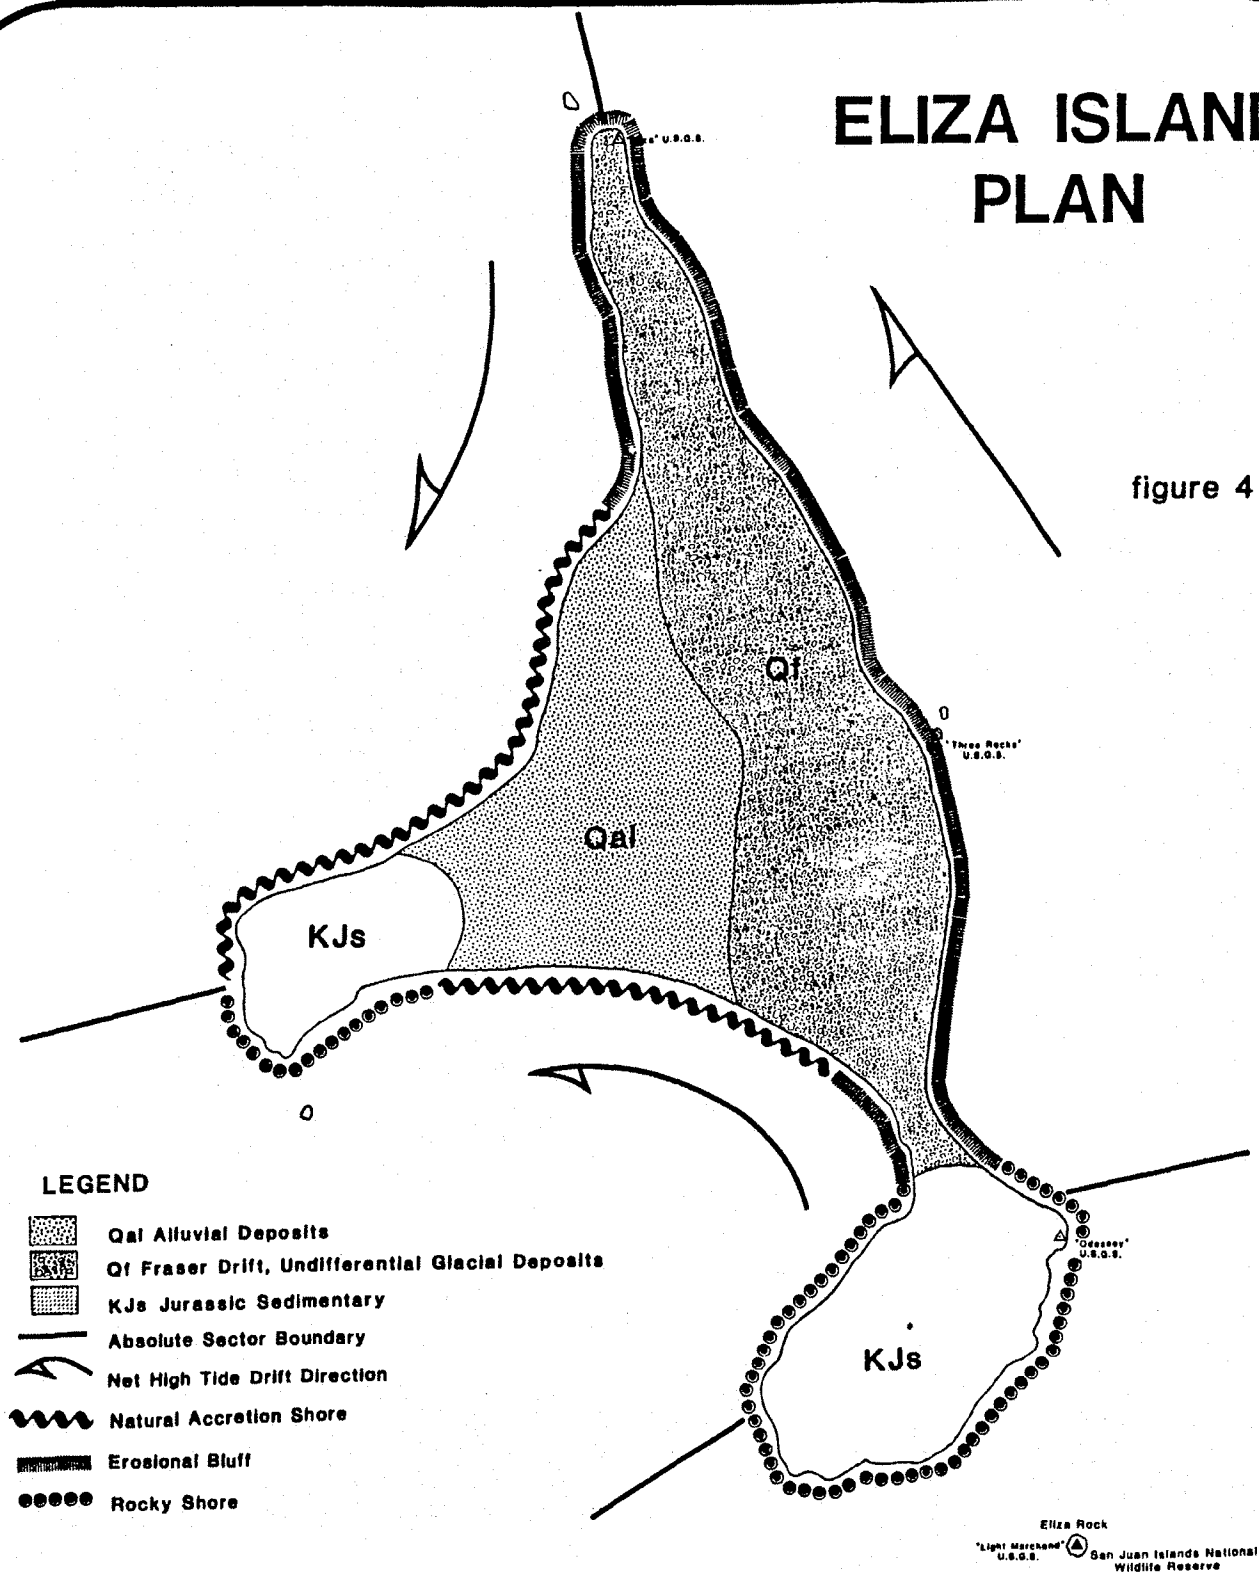 ELIZA ISLAN
PLAN
U.S.G.S.
figure 4
Qf
"Three Rocks"
U.S.G.S.
Qal
KJs
LEGEND
Qal Alluvial Deposits
Qf Fraser Drift, Undifferential Glacial Deposits
KJs Jurassic Sedimentary
Absolute Sector Boundary
Net High Tide Drift Direction
Natural Accretion Shore
Erosional Bluff
Rocky Shore
"Odessey"
U.S.G.S.
KJs
Eliza Rock
"Light Marchand"
U.S.G.S.
San Juan Islands National
Wildlife Reserve